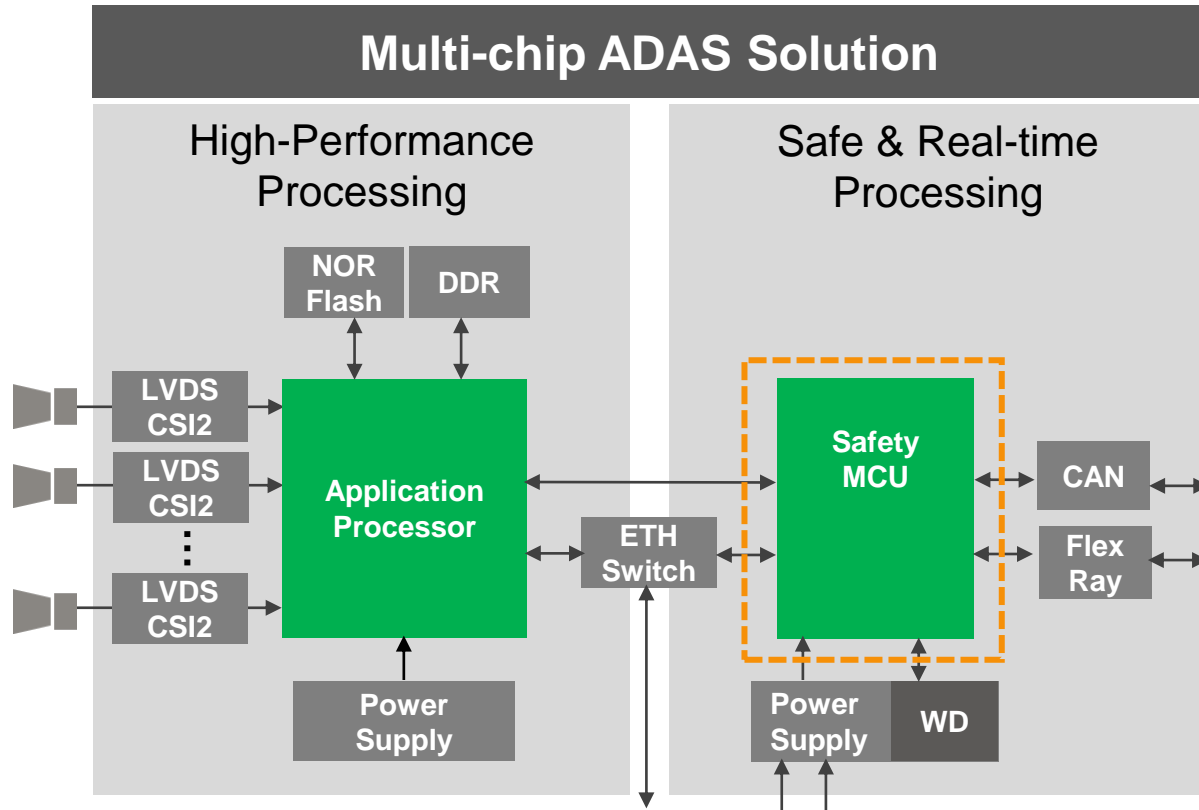 Multi-chip ADAS Solution
High-Performance
Processing
Safe & Real-time
Processing
NOR
Flash
DDR
LVDS
CSI2
LVDS
CSI2
LVDS
CSI2
Application
Processor
Safety
MCU
CAN
ETH
Switch
Flex
Ray
Power
Supply
Power
Supply
WD